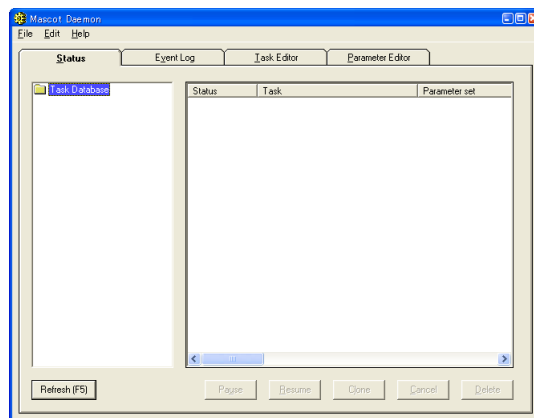 Mascot Daemon
File Edit Help
Status Event Log Task Editor Parameter Editor
Task Database
Status Task Parameter set
Refresh (F5) Pause Resume Clone Cancel Delete